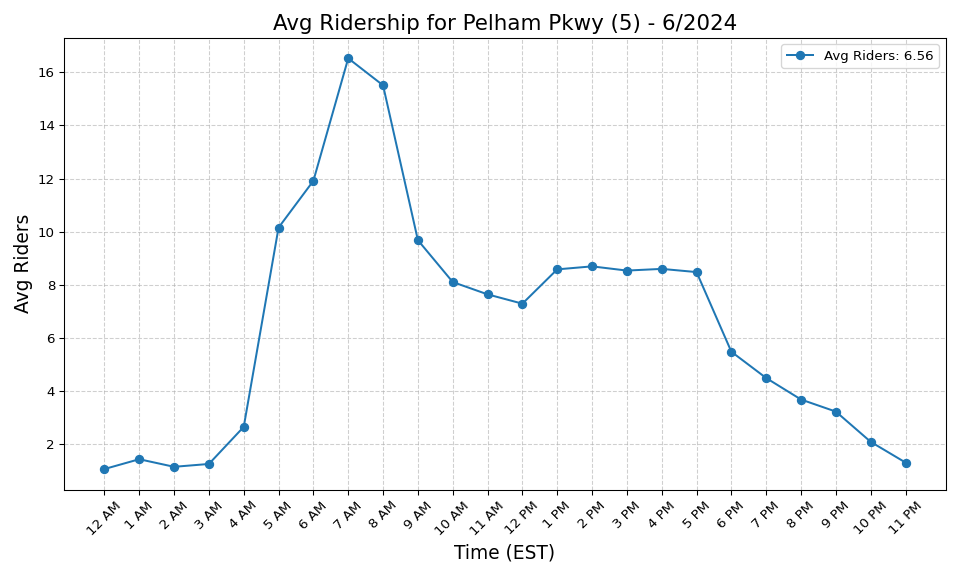 Avg Ridership for Pelham Pkwy (5) - 6/2024
Avg Riders: 6.56
Avg Riders
16
14
12
10
8
6
4
2
12 AM
1 AM
2 AM
3 AM
4 AM
5 AM
6 AM
7 AM
8 AM
9 AM
10 AM
11 AM
12 PM
1 PM
2 PM
3 PM
4 PM
5 PM
6 PM
7 PM
8 PM
9 PM
10 PM
11 PM
Time (EST)